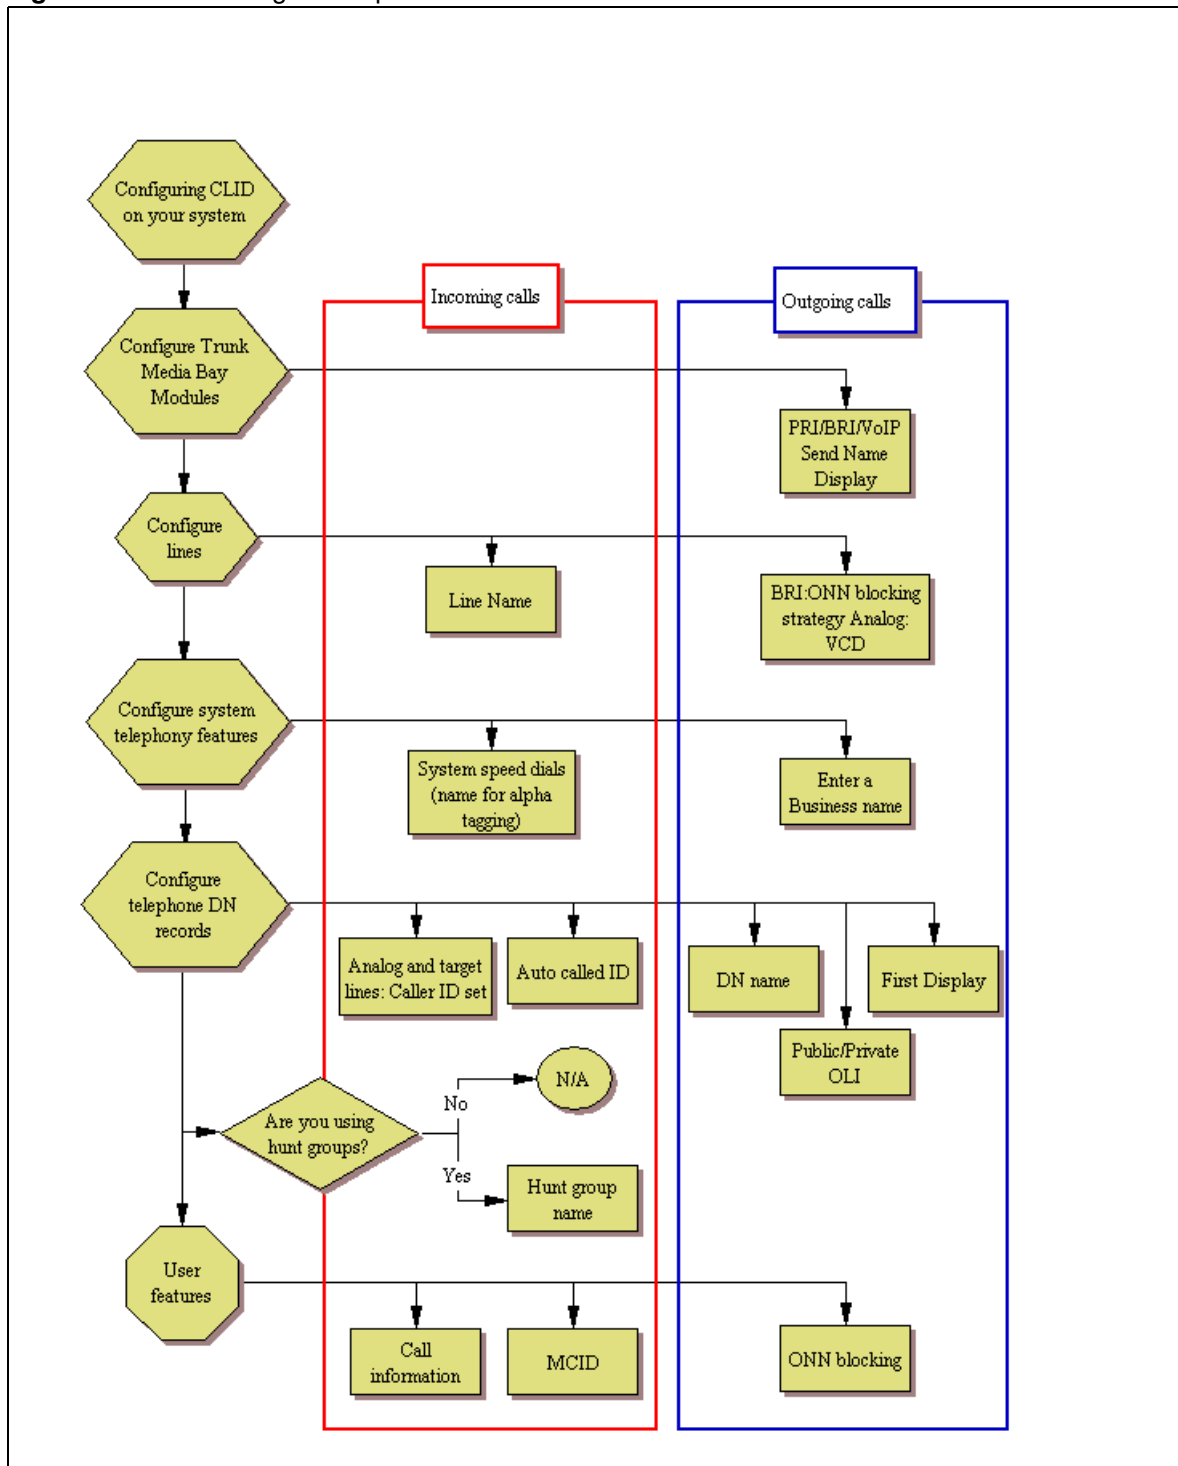 Configuring CLID
on your system
Incoming calls
Outgoing calls
Configure Trunk
Media Bay
Modules
PRI/BRI/VoIP
Send Name
Display
Configure
lines
Line Name
BRI:ONN blocking
strategy Analog:
VCD
Configure system
telephony features
System speed dials
(name for alpha
tagging)
Enter a
Business name
Configure
telephone DN
records
Analog and target
lines: Caller ID set
Auto called ID
DN name
First Display
Public/Private
OLI
Are you using
hunt groups?
No
N/A
Yes
Hunt group
name
User
features
Call
information
MCID
ONN blocking